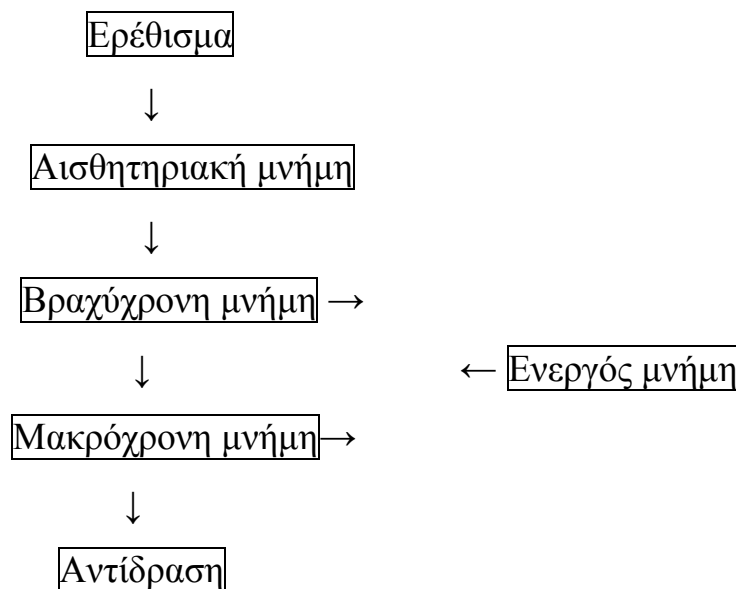 Ερέθισμα
↓
Αισθητηριακή μνήμη
↓
Βραχύχρονη μνήμη →
↓ ← Ενεργός μνήμη
Μακρόχρονη μνήμη→
↓
Αντίδραση